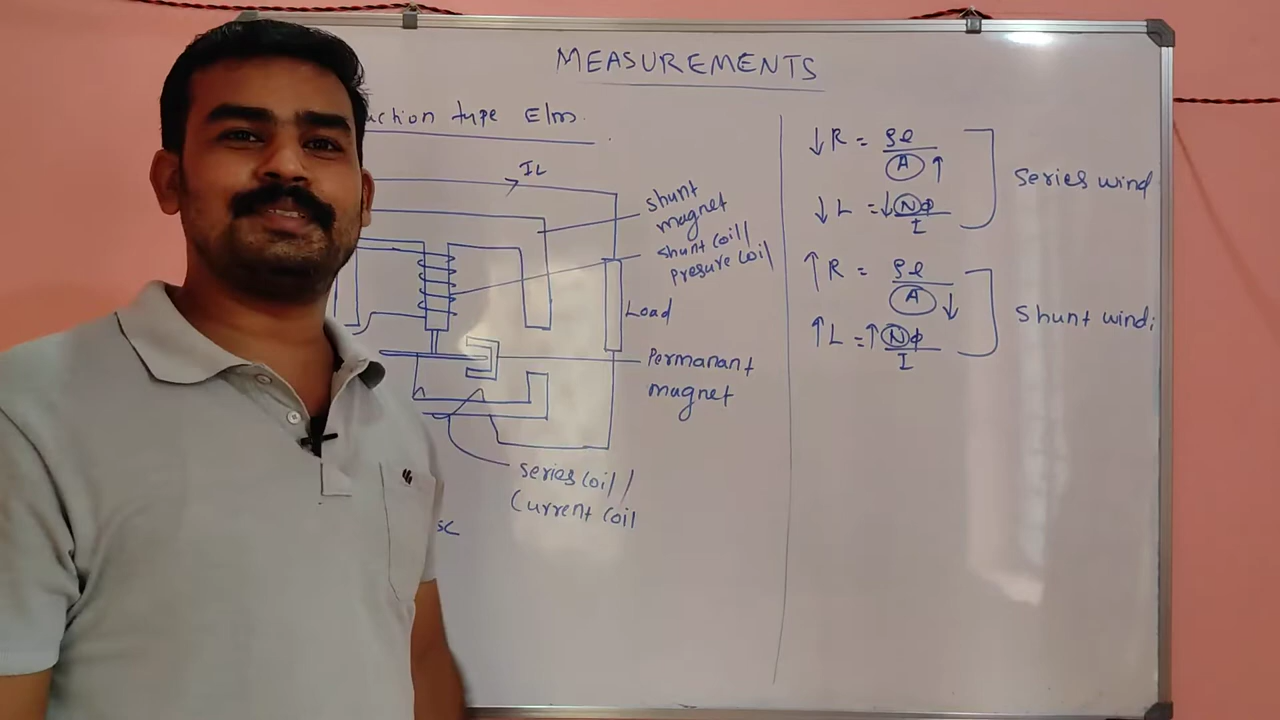 MEASUREMENTS
uction type Elm.
IL
shunt
magnet
shunt coil/
presure coil
Load
Permanant
magnet
series coil /
Current coil
sc
↓ R = ρl / A ↑
↓ L = ↓ Nφ / I
series wind
↑ R = ρl / A ↓
↑ L = ↑ Nφ / I
shunt windi